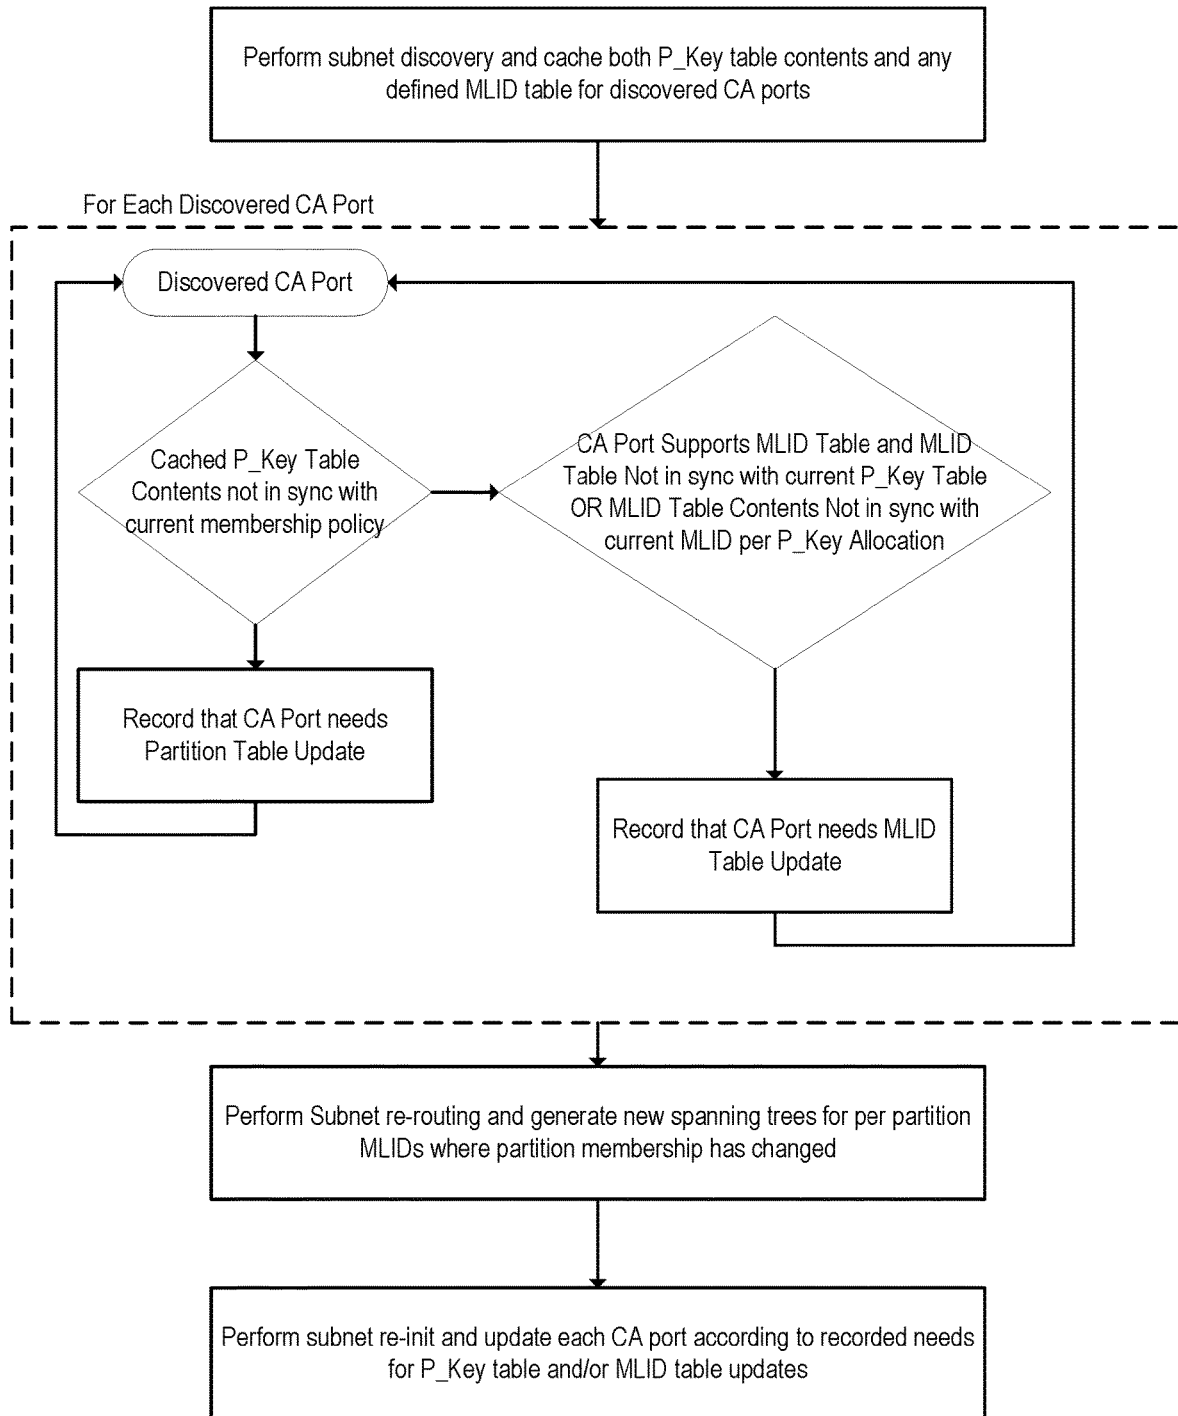 Perform subnet discovery and cache both P_Key table contents and any
defined MLID table for discovered CA ports
For Each Discovered CA Port
Discovered CA Port
Cached P_Key Table
Contents not in sync with
current membership policy
CA Port Supports MLID Table and MLID
Table Not in sync with current P_Key Table
OR MLID Table Contents Not in sync with
current MLID per P_Key Allocation
Record that CA Port needs
Partition Table Update
Record that CA Port needs MLID
Table Update
Perform Subnet re-routing and generate new spanning trees for per partition
MLIDs where partition membership has changed
Perform subnet re-init and update each CA port according to recorded needs
for P_Key table and/or MLID table updates